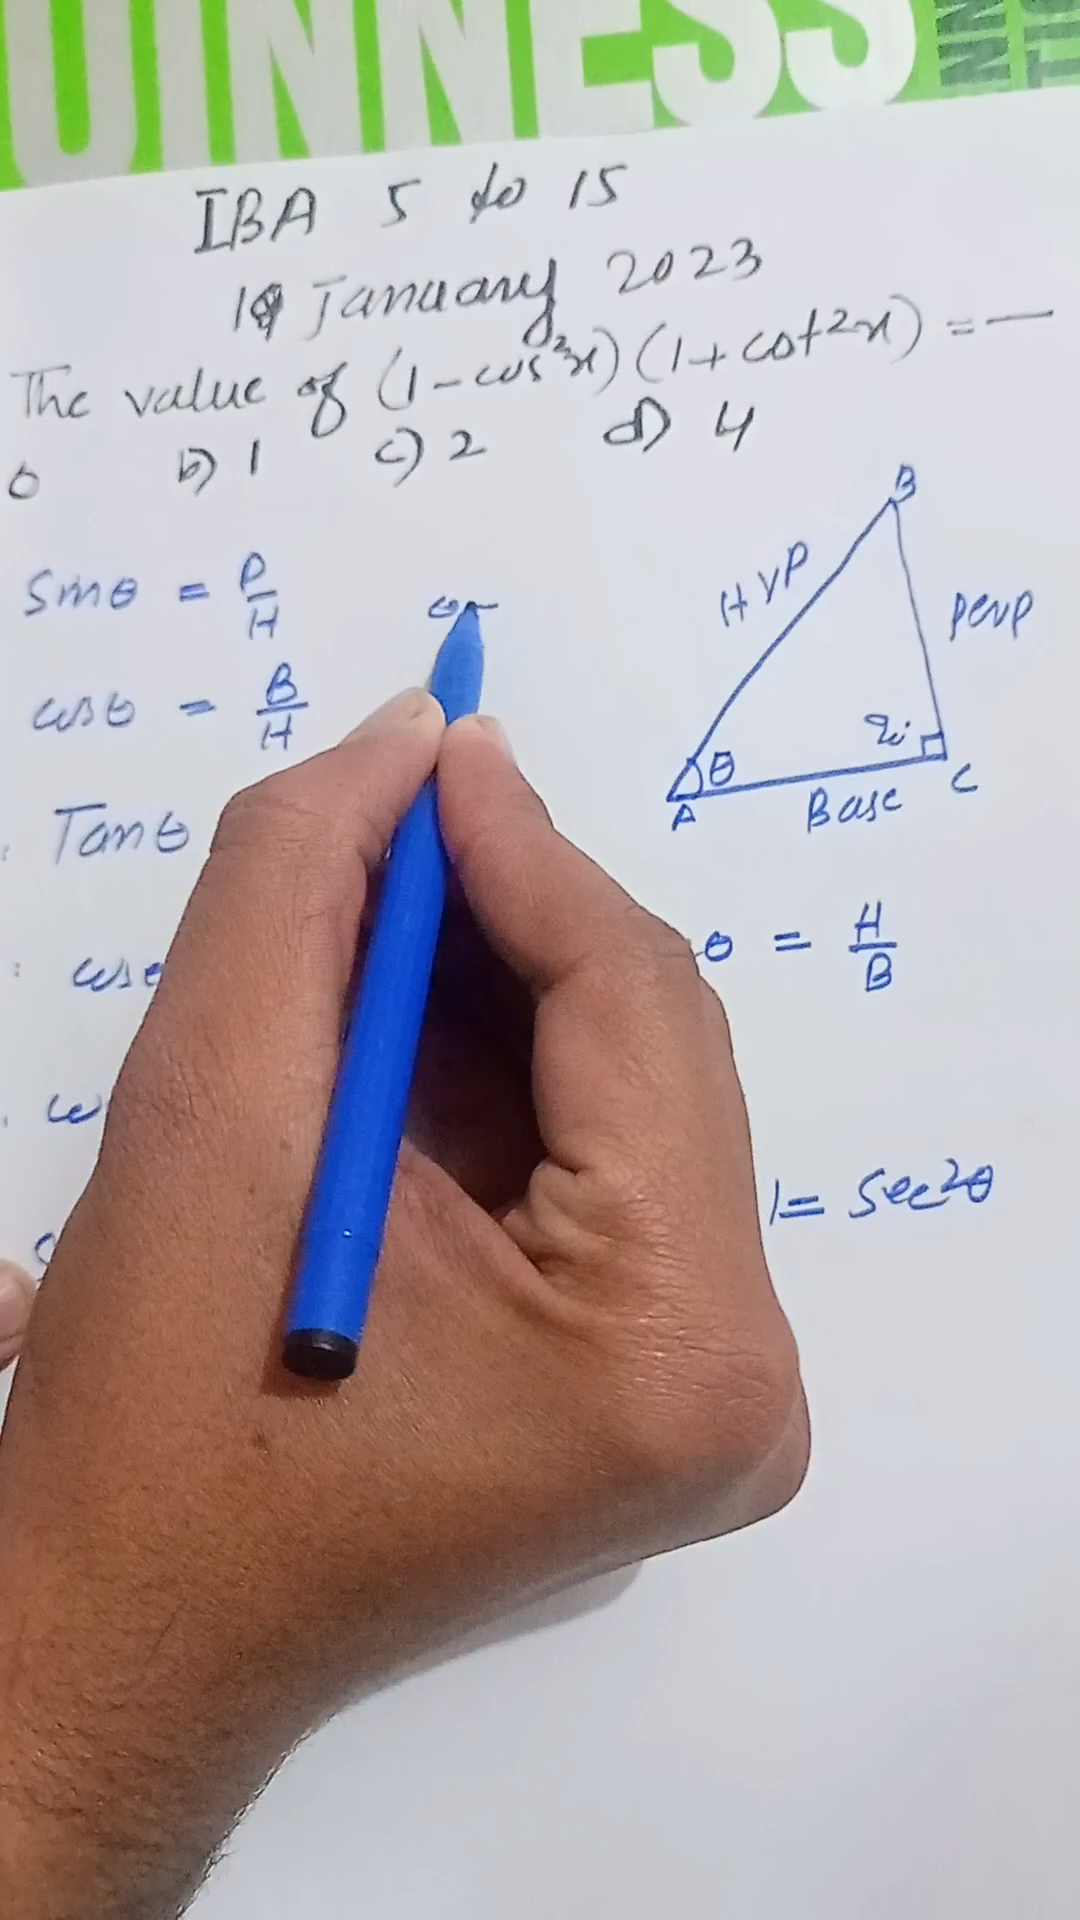 UINNESS
IBA 5 to 15
19 January 2023
The value of (1-cos²x) (1+cot²x) = —
0 b) 1 c) 2 d) 4
B
Sinθ = P/H
HYP
Perp
cosθ = B/H
90°
θ
A
Base
C
Tanθ
θ = H/B
1 = sec²θ